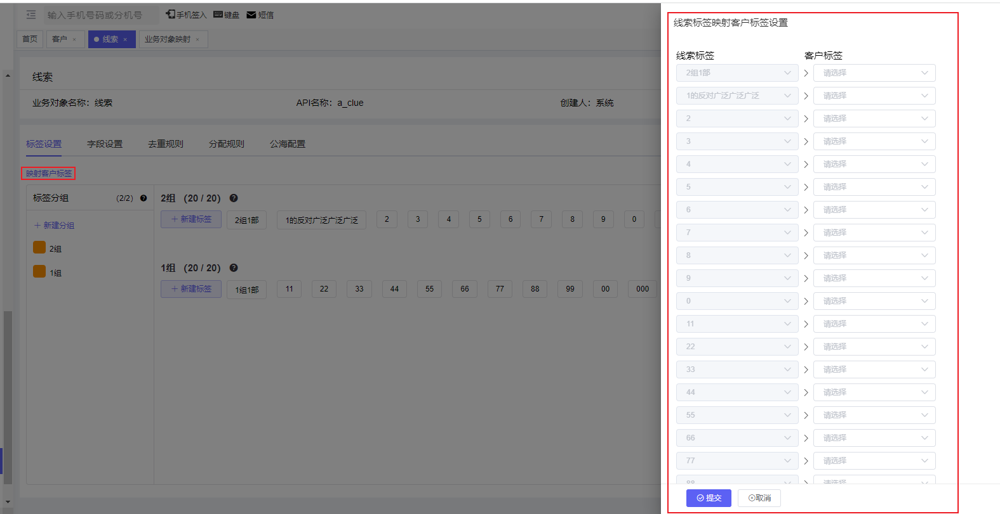 输入手机号码或分机号 手机签入 键盘 短信
首页 客户 × 线索 × 业务对象映射 ×
线索
业务对象名称：线索 API名称：a_clue 创建人：系统
标签设置 字段设置 去重规则 分配规则 公海配置
映射客户标签
标签分组 (2/2)
+ 新建分组
2组
1组
2组 （20 / 20）
+ 新建标签 2组1部 1的反对广泛广泛广泛 2 3 4 5 6 7 8 9 0
1组 （20 / 20）
+ 新建标签 1组1部 11 22 33 44 55 66 77 88 99 00 000
线索标签映射客户标签设置
线索标签 客户标签
2组1部 > 请选择
1的反对广泛广泛广泛 > 请选择
2 > 请选择
3 > 请选择
4 > 请选择
5 > 请选择
6 > 请选择
7 > 请选择
8 > 请选择
9 > 请选择
0 > 请选择
11 > 请选择
22 > 请选择
33 > 请选择
44 > 请选择
55 > 请选择
66 > 请选择
77 > 请选择
88 > 请选择
提交 取消